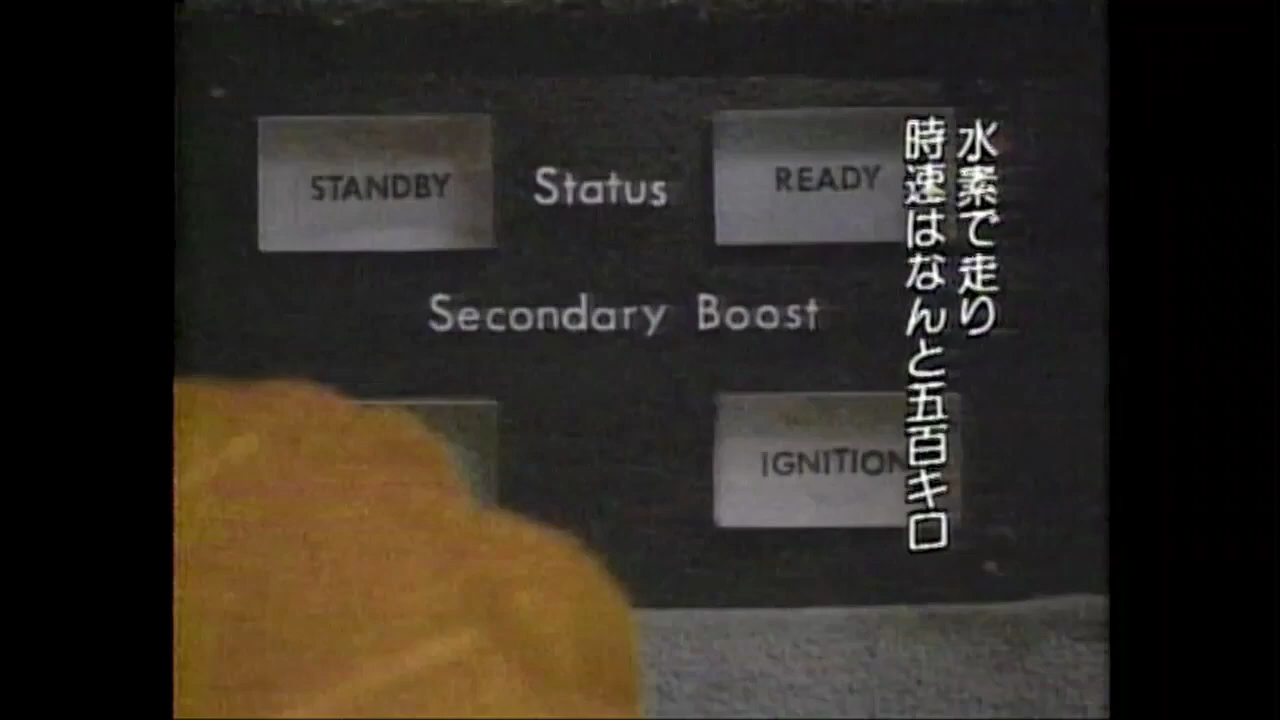 STANDBY
Status
READY
Secondary Boost
IGNITION
水素で走り
時速はなんと五百キロ